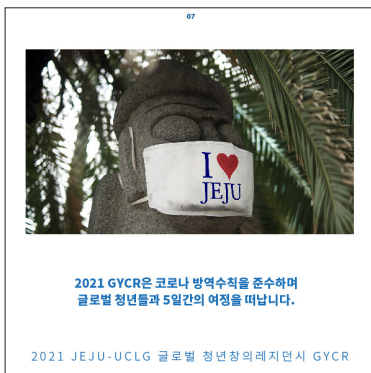 07
I ♥
JEJU
2021 GYCR은 코로나 방역수칙을 준수하며
글로벌 청년들과 5일간의 여정을 떠납니다.
2021 JEJU-UCLG 글로벌 청년창의레지던시 GYCR